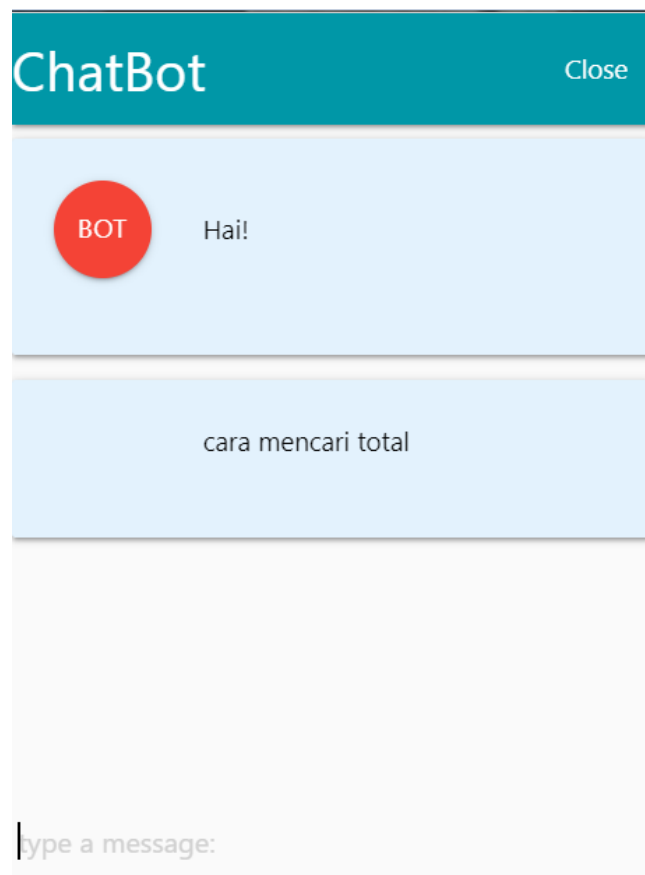 ChatBot
Close
BOT
Hai!
cara mencari total
type a message: